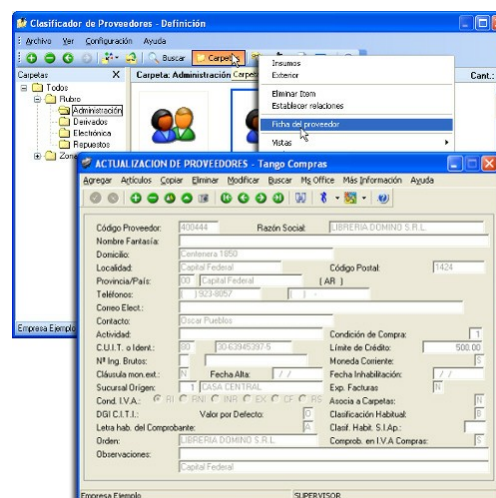 Clasificador de Proveedores - Definición
Archivo Ver Configuración Ayuda
Buscar Carpetas
Carpetas X Carpeta: Administración Cant.:
Todos
Rubro
Administración
Derivados
Electrónica
Repuestos
Insumos
Exterior
Eliminar Item
Establecer relaciones
Ficha del proveedor
Vistas
ACTUALIZACION DE PROVEEDORES - Tango Compras
Agregar Artículos Copiar Eliminar Modificar Buscar Ms Office Más Información Ayuda
Código Proveedor: 400444 Razón Social: LIBRERIA DOMINO S.R.L.
Nombre Fantasía:
Domicilio: Centenera 1850
Localidad: Capital Federal Código Postal: 1424
Provincia/País: 00 Capital Federal ( AR )
Teléfonos: ( ) 923-8057 ( ) -
Correo Elect.:
Contacto: Oscar Pueblos
Actividad: Condición de Compra: 1
C.U.I.T. o Ident.: 80 30-63945397-5 Límite de Crédito: 500.00
Nº Ing. Brutos: Moneda Corriente: S
Cláusula mon.ext.: N Fecha Alta: / / Fecha Inhabilitación: / /
Sucursal Origen: 1 CASA CENTRAL Exp. Facturas N
Cond. I.V.A.: RI RNI INR EX CF RS Asocia a Carpetas: N
DGI C.I.T.I.: Valor por Defecto: D Clasificación Habitual: B
Letra hab. del Comprobante: A Clasif. Habit. S.I.Ap.:
Orden: LIBRERIA DOMINO S.R.L. Comprob. en I.V.A Compras: S
Observaciones:
Capital Federal
Empresa Ejemplo
Empresa Ejemplo SUPERVISOR